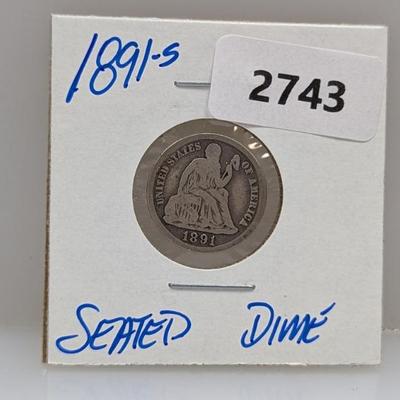 1891-S
2743
UNITED STATES OF AMERICA
1891
SEATED DIME